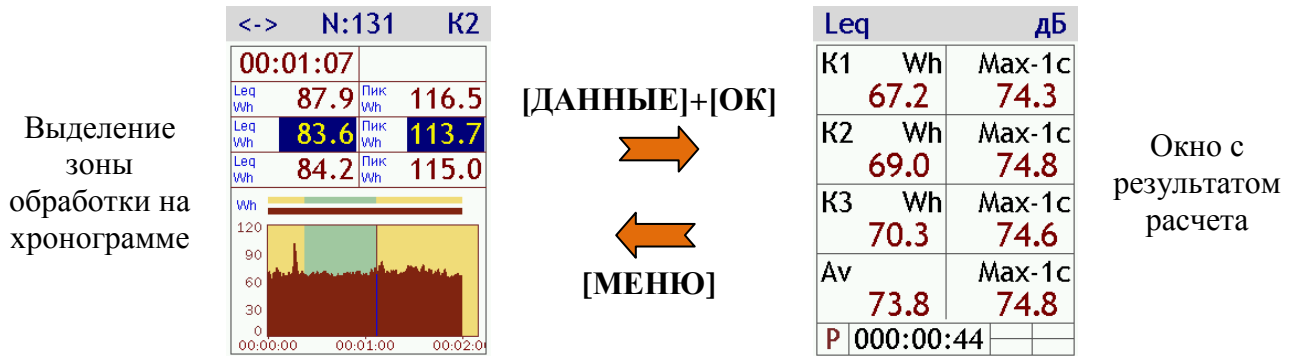 Выделение
зоны
обработки на
хронограмме
<-> N:131 К2
00:01:07
Leq Wh 87.9 Пик Wh 116.5
Leq Wh 83.6 Пик Wh 113.7
Leq Wh 84.2 Пик Wh 115.0
Wh
120
90
60
30
0
00:00:00 00:01:00 00:02:0
[ДАННЫЕ]+[ОК]
[МЕНЮ]
Leq дБ
К1 Wh Max-1с
67.2 74.3
К2 Wh Max-1с
69.0 74.8
К3 Wh Max-1с
70.3 74.6
Av Max-1с
73.8 74.8
P 000:00:44
Окно с
результатом
расчета